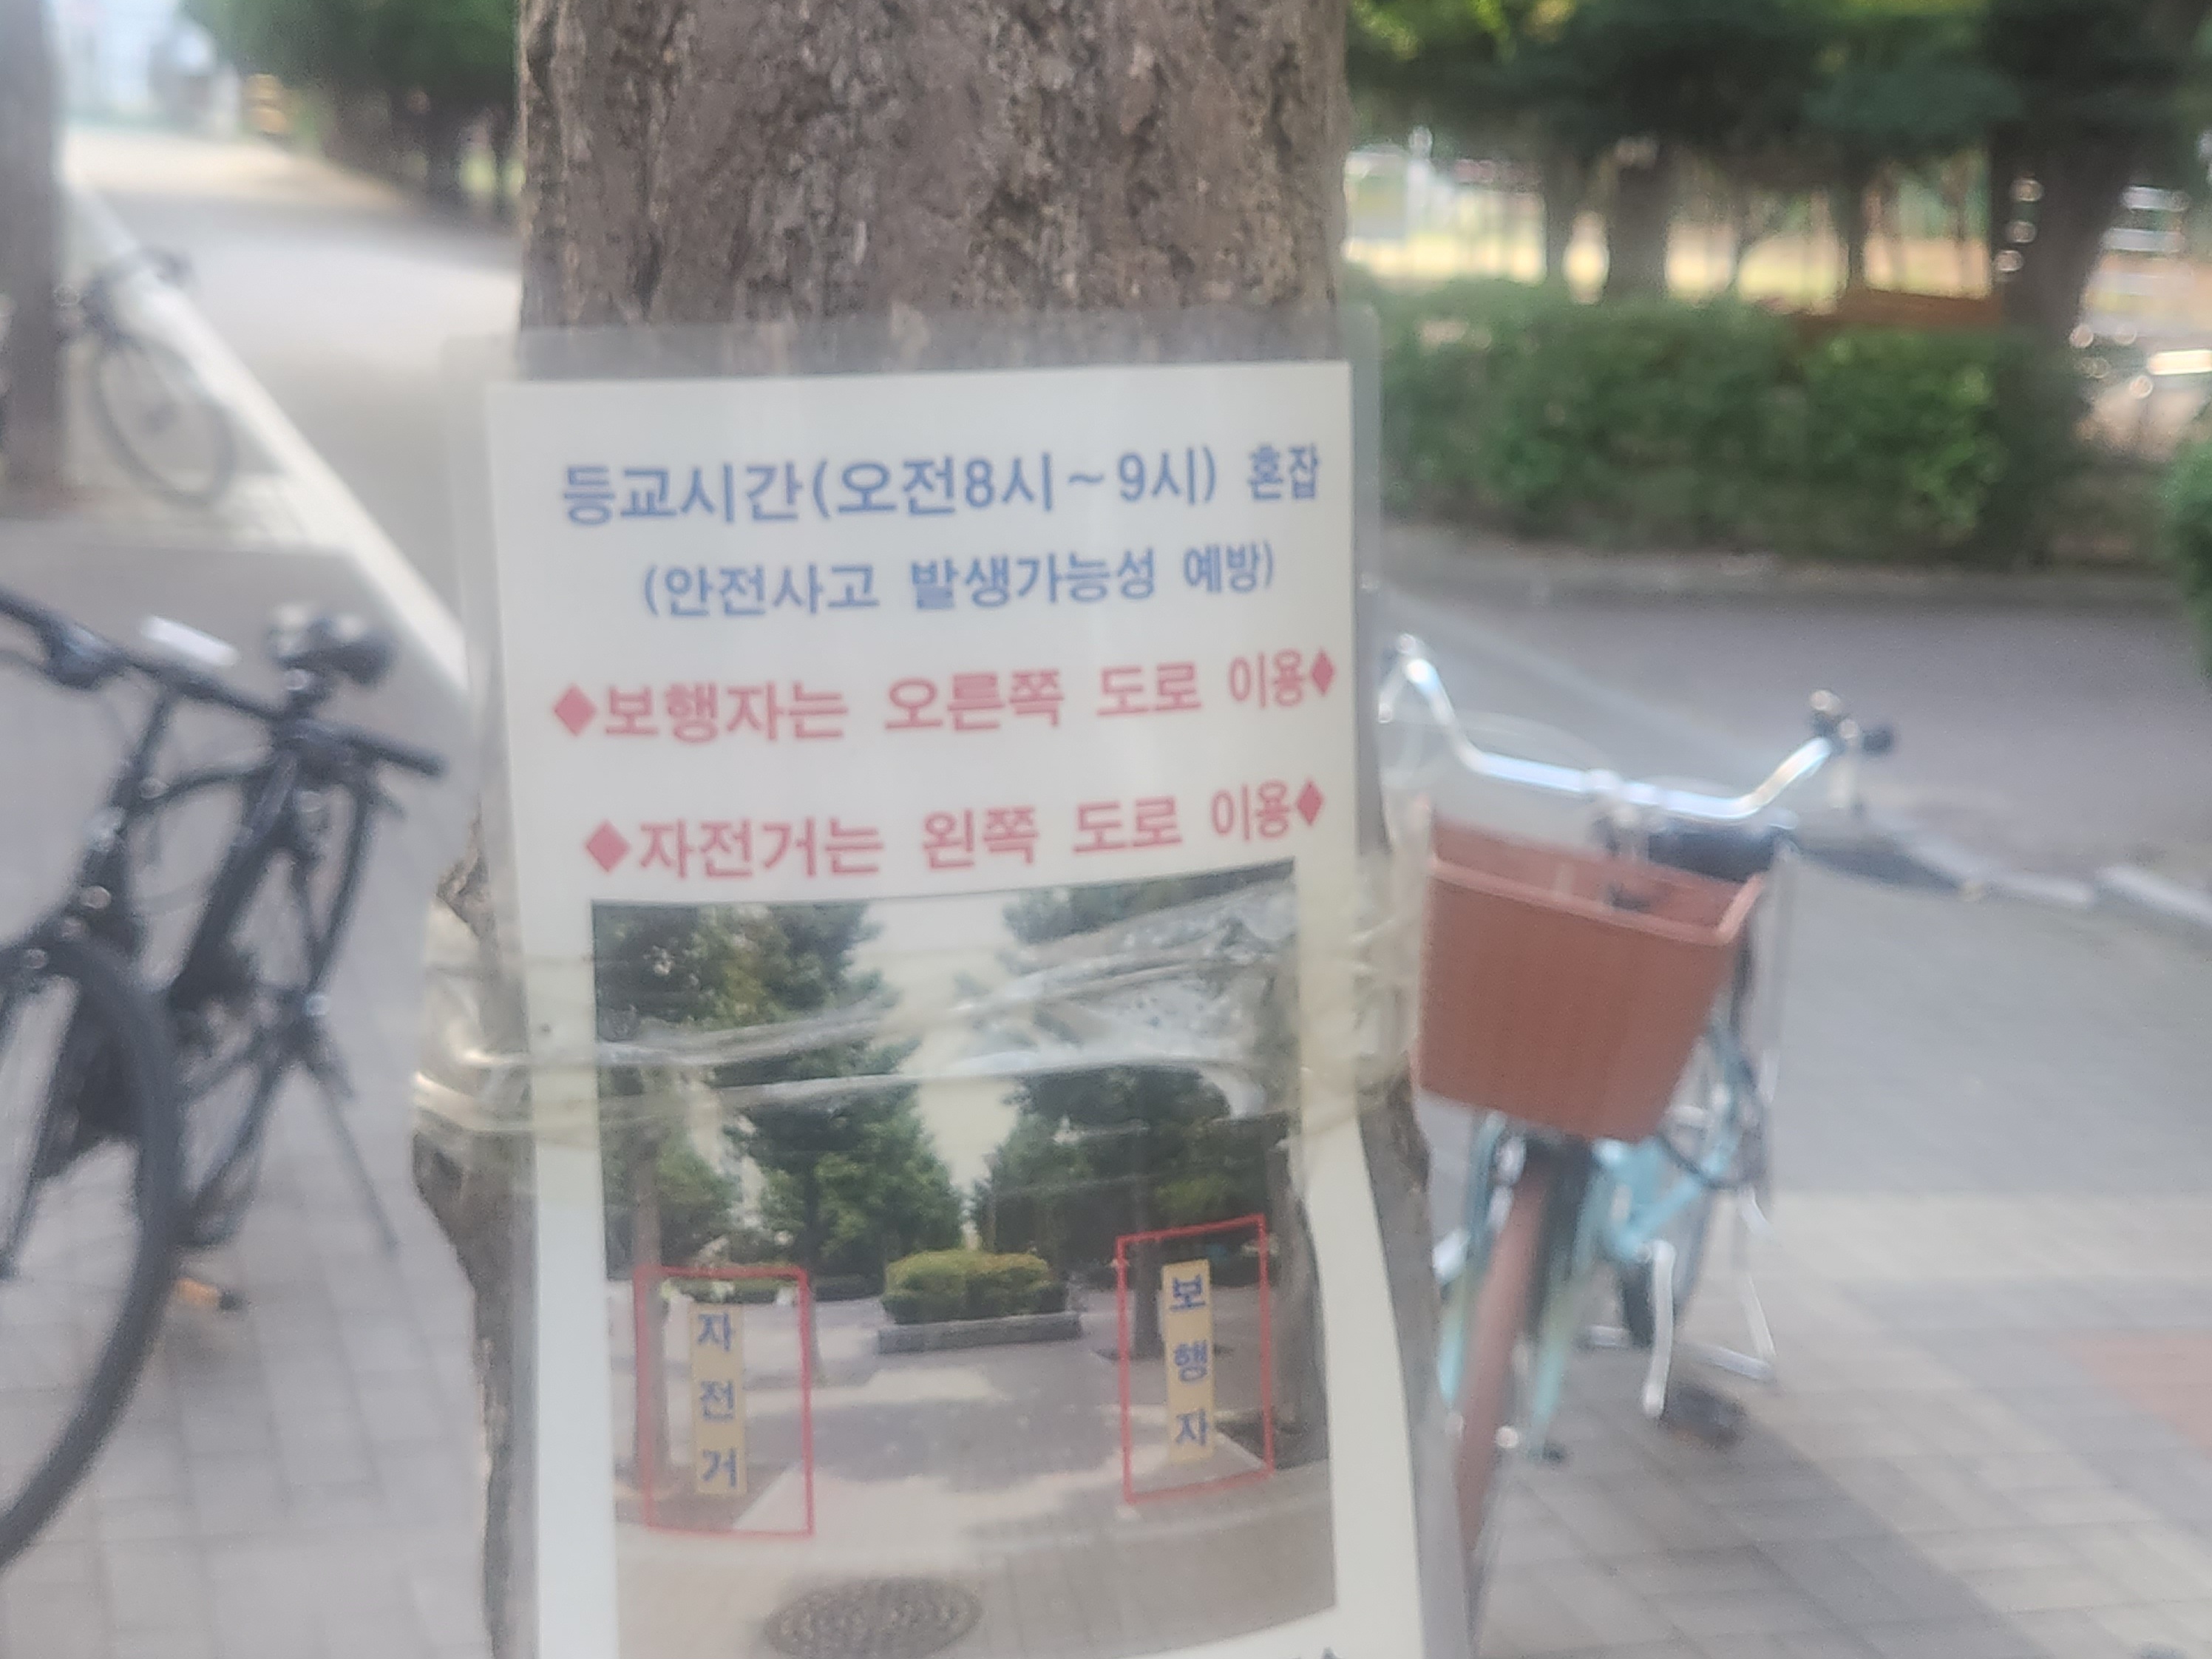 등교시간(오전8시~9시) 혼잡
(안전사고 발생가능성 예방)
◆보행자는 오른쪽 도로 이용◆
◆자전거는 왼쪽 도로 이용◆
자전거
보행자